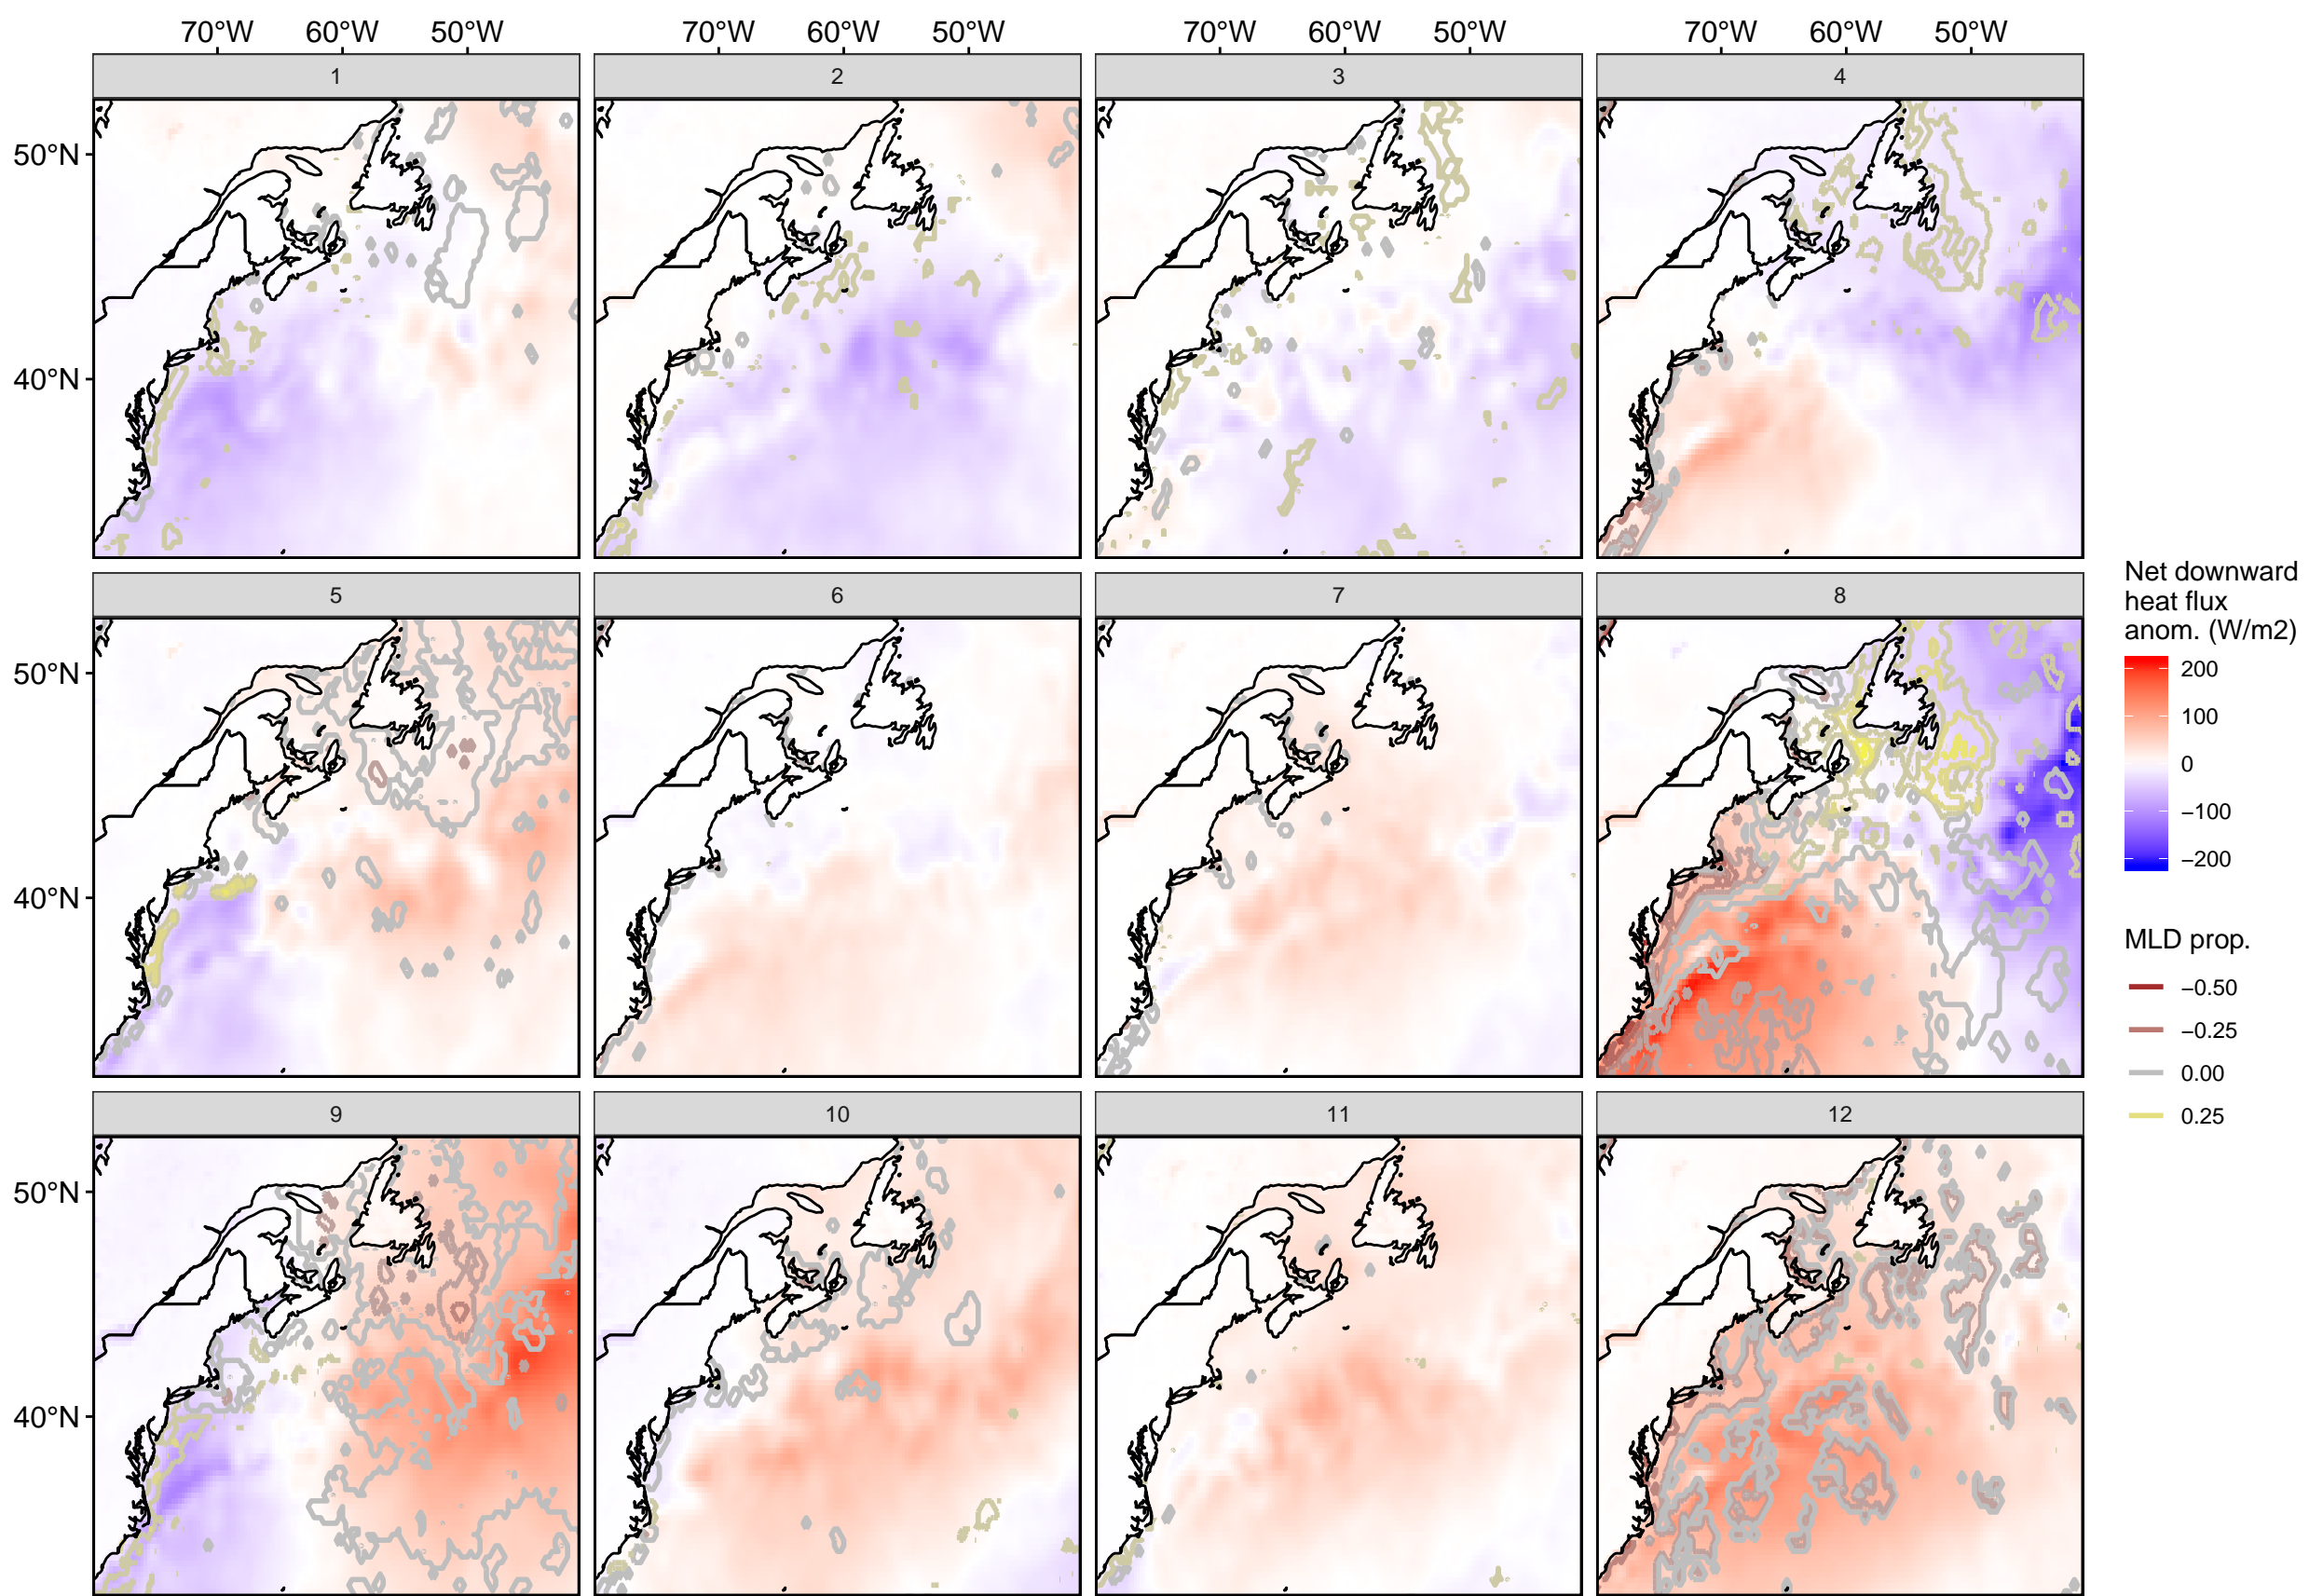 70°W 60°W 50°W 70°W 60°W 50°W 70°W 60°W 50°W 70°W 60°W 50°W
1 2 3 4
50°N
40°N
5 6 7 8
50°N
40°N
9 10 11 12
50°N
40°N
Net downward
heat flux
anom. (W/m2)
200
100
0
−100
−200
MLD prop.
−0.50
−0.25
0.00
0.25